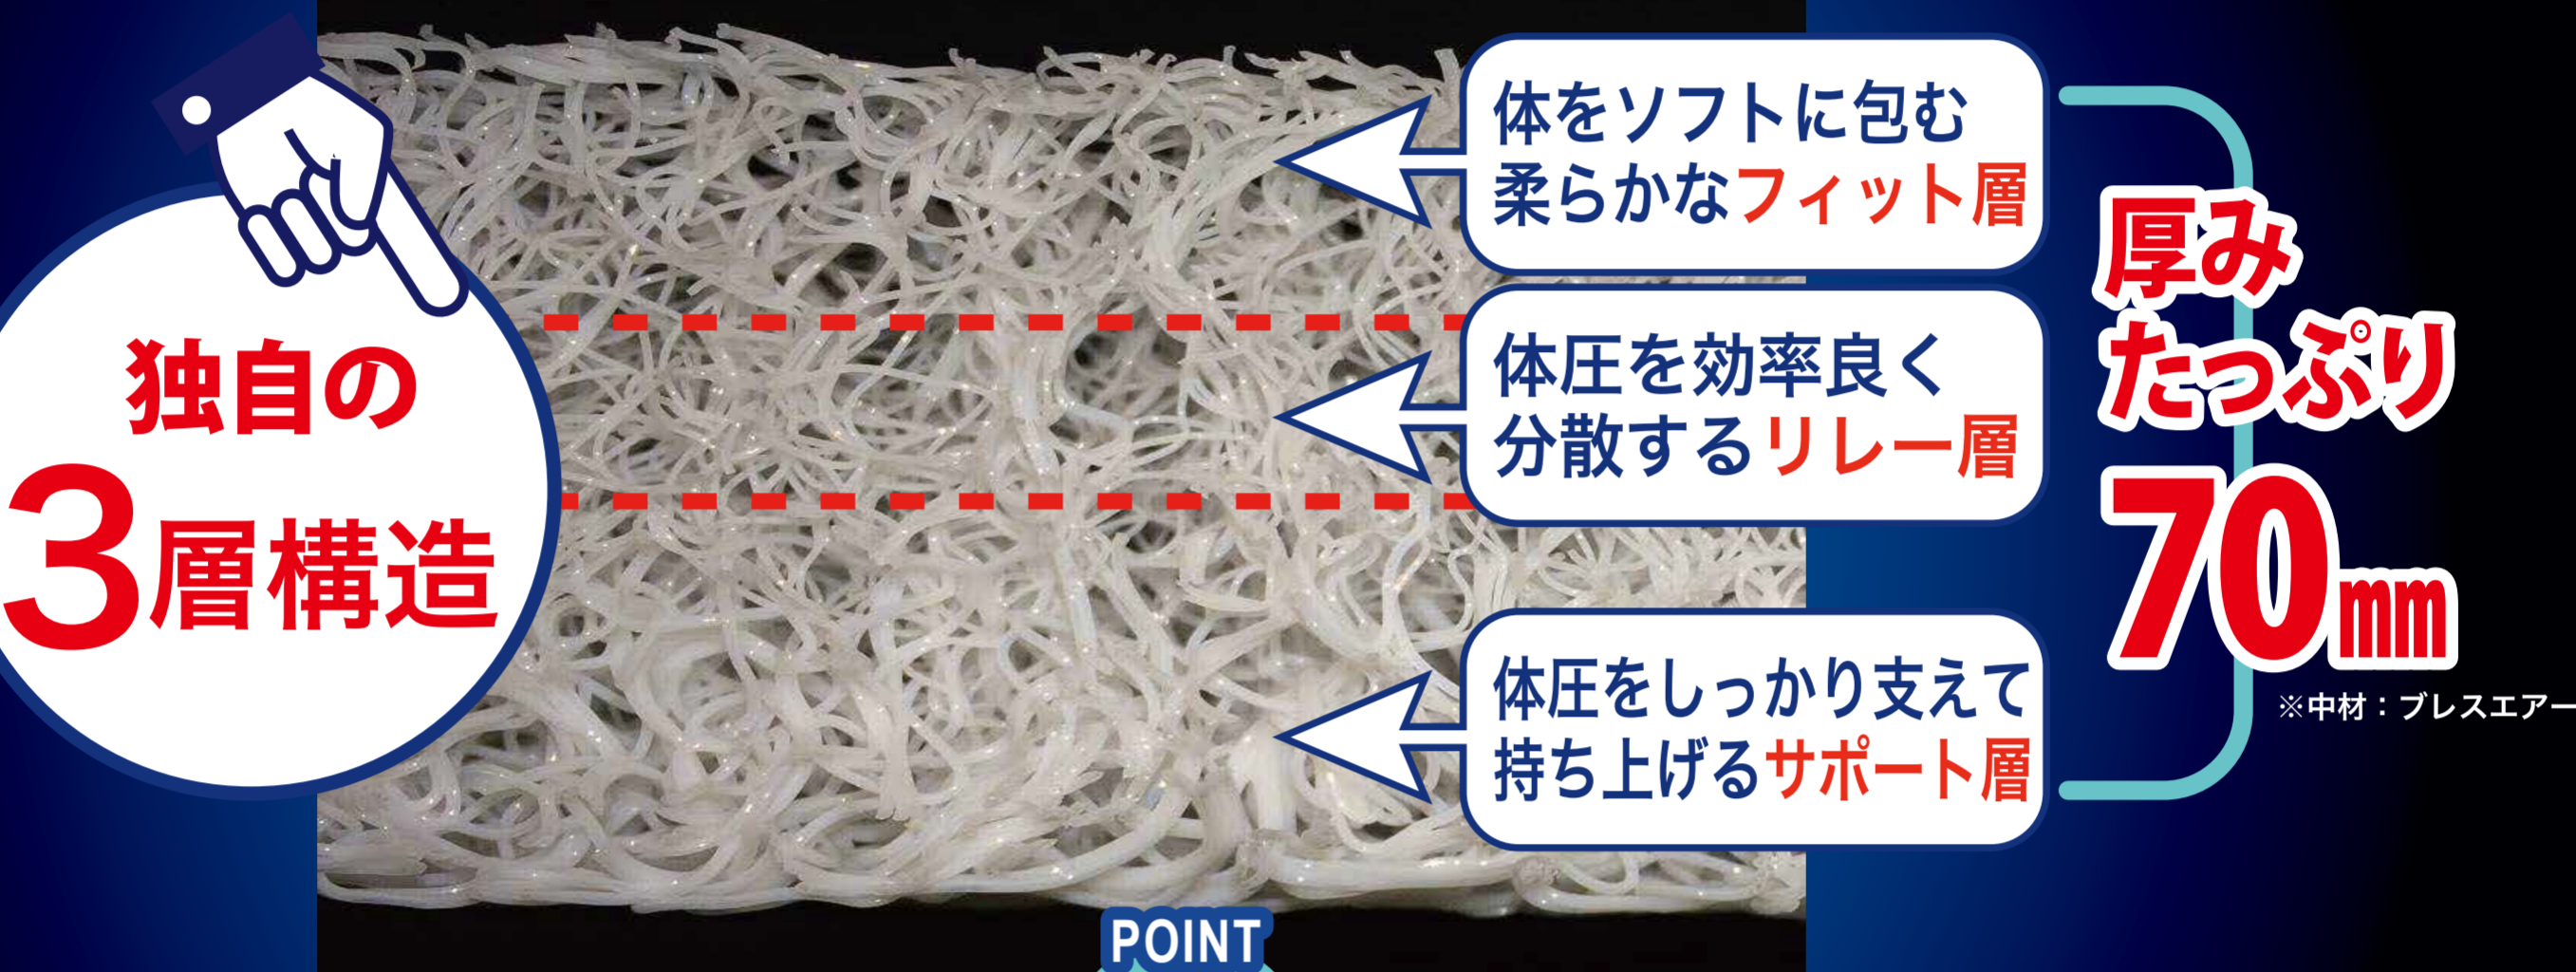 独自の
3層構造
体をソフトに包む
柔らかなフィット層
体圧を効率良く
分散するリレー層
体圧をしっかり支えて
持ち上げるサポート層
厚み
たっぷり
70mm
※中材：ブレスエアー
POINT